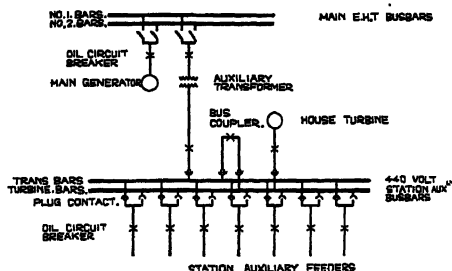 NO.1. BARS.
NO.2. BARS.
MAIN E.H.T BUSBARS
OIL CIRCUIT
BREAKER
MAIN GENERATOR
AUXILIARY
TRANSFORMER
BUS
COUPLER.
HOUSE TURBINE
TRANS BARS
TURBINE. BARS.
PLUG CONTACT.
440 VOLT
STATION AUXY
BUSBARS
OIL CIRCUIT
BREAKER
STATION AUXILIARY FEEDERS